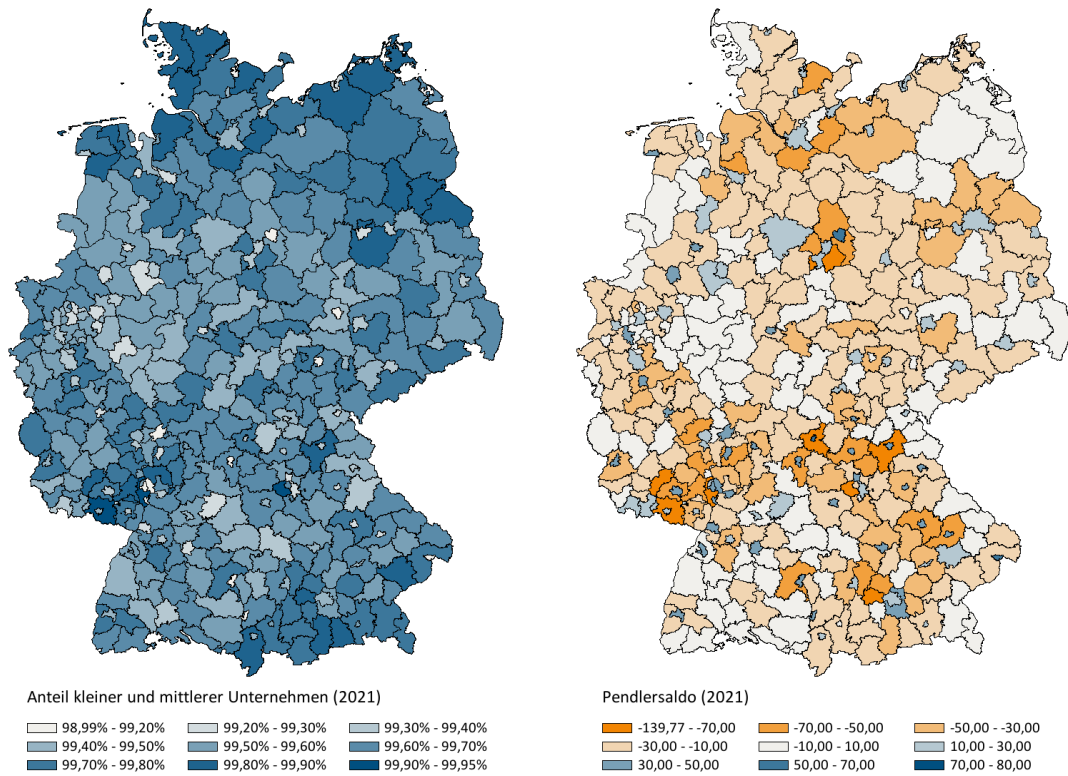 Anteil kleiner und mittlerer Unternehmen (2021)
98,99% - 99,20% 99,20% - 99,30% 99,30% - 99,40%
99,40% - 99,50% 99,50% - 99,60% 99,60% - 99,70%
99,70% - 99,80% 99,80% - 99,90% 99,90% - 99,95%
Pendlersaldo (2021)
-139,77 - -70,00 -70,00 - -50,00 -50,00 - -30,00
-30,00 - -10,00 -10,00 - 10,00 10,00 - 30,00
30,00 - 50,00 50,00 - 70,00 70,00 - 80,00